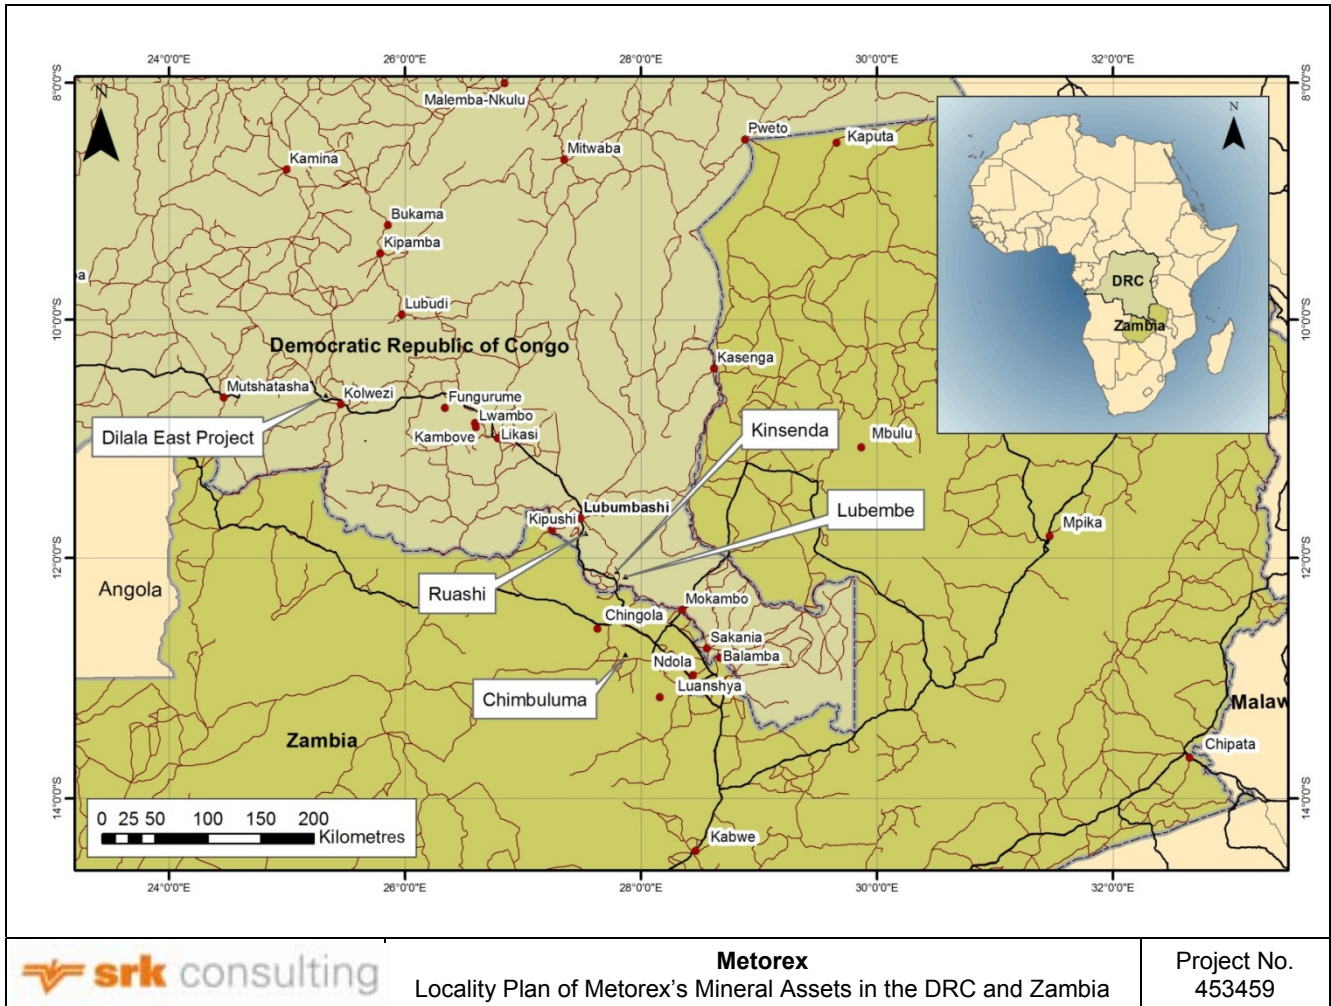 24°0'0"E
26°0'0"E
28°0'0"E
30°0'0"E
32°0'0"E
8°0'0"S
8°0'0"S
N
Malemba-Nkulu
Kamina
Mitwaba
Pweto
Kaputa
N
Bukama
Kipamba
DRC
Zambia
a
Lubudi
10°0'0"S
10°0'0"S
Democratic Republic of Congo
Kasenga
Mutshatasha
Kolwezi
Fungurume
Lwambo
Kambove
Likasi
Dilala East Project
Kinsenda
Mbulu
Lubumbashi
Kipushi
Lubembe
Mpika
12°0'0"S
12°0'0"S
Angola
Ruashi
Mokambo
Chingola
Sakania
Balamba
Ndola
Luanshya
Chimbuluma
Malaw
Zambia
Chipata
14°0'0"S
14°0'0"S
0 25 50 100 150 200
Kilometres
Kabwe
24°0'0"E
26°0'0"E
28°0'0"E
30°0'0"E
32°0'0"E
srk consulting
Metorex
Locality Plan of Metorex's Mineral Assets in the DRC and Zambia
Project No.
453459